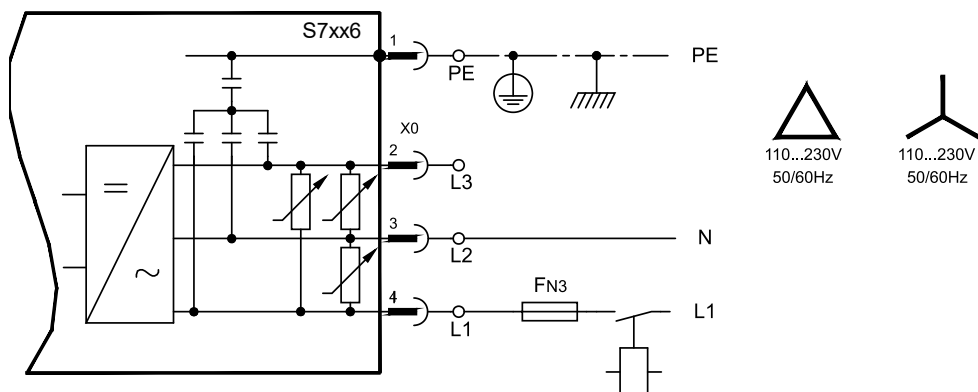 S7xx6
1
PE
PE
X0
2
L3
3
L2
N
4
L1
FN3
L1
110...230V
50/60Hz
110...230V
50/60Hz